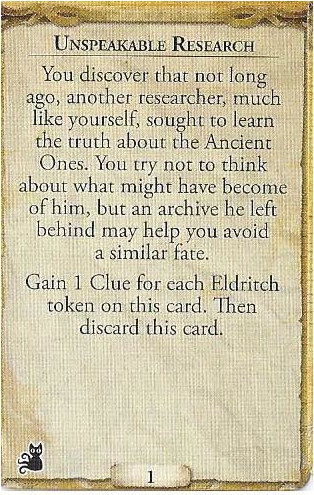 Unspeakable Research
You discover that not long
ago, another researcher, much
like yourself, sought to learn
the truth about the Ancient
Ones. You try not to think
about what might have become
of him, but an archive he left
behind may help you avoid
a similar fate.
Gain 1 Clue for each Eldritch
token on this card. Then
discard this card.
1